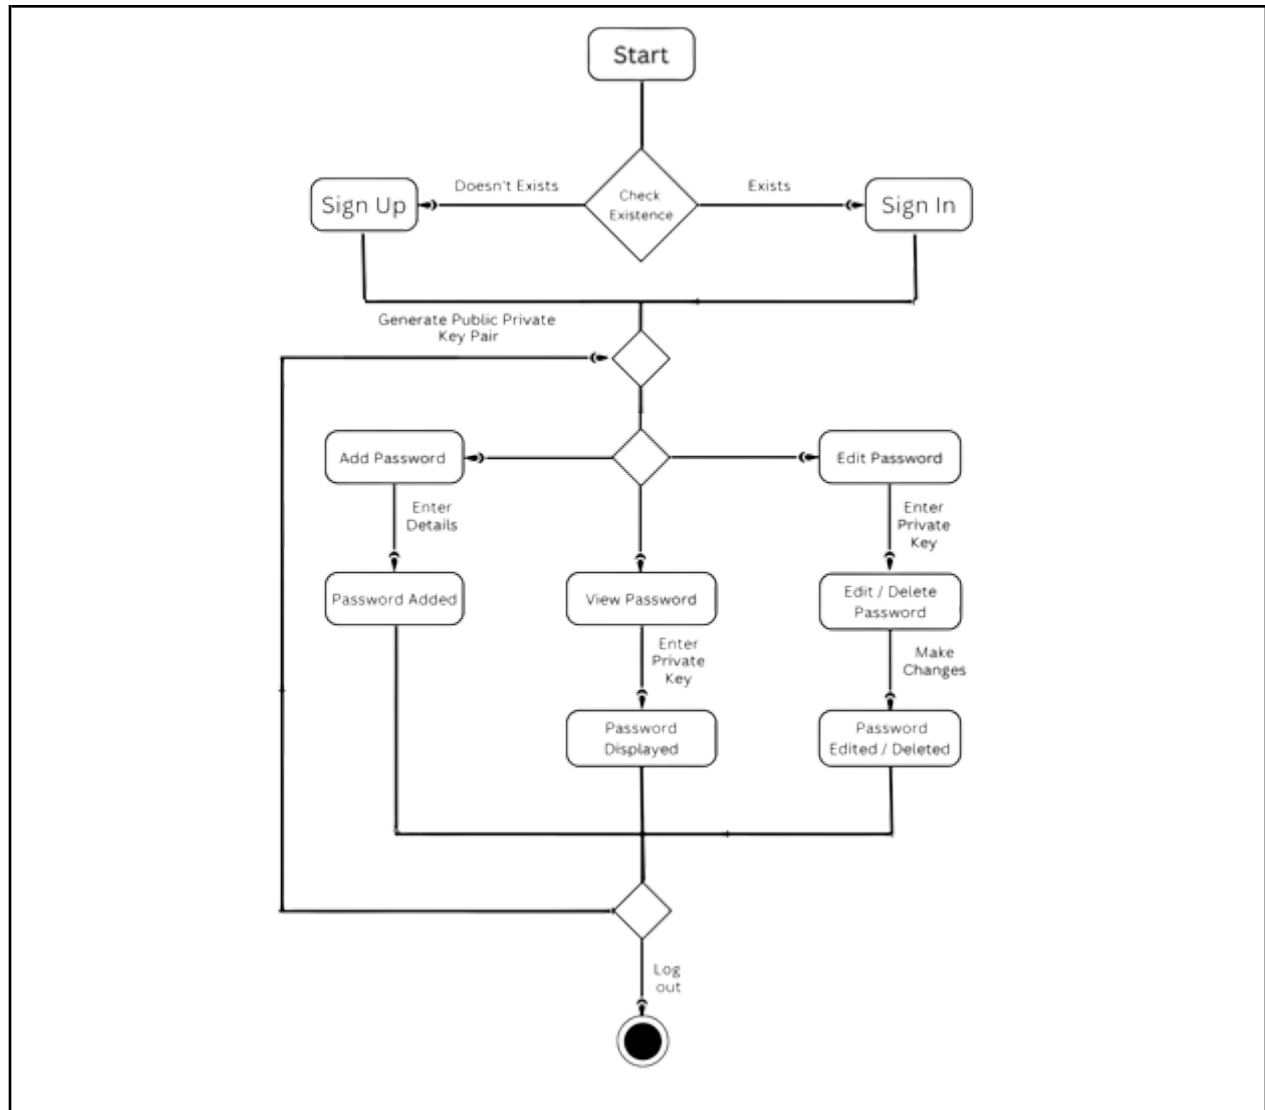 Start
Doesn't Exists
Exists
Sign Up
Check
Existence
Sign In
Generate Public Private
Key Pair
Add Password
Edit Password
Enter
Details
Enter
Private
Key
Password Added
View Password
Edit / Delete
Password
Enter
Private
Key
Make
Changes
Password
Displayed
Password
Edited / Deleted
Log
out